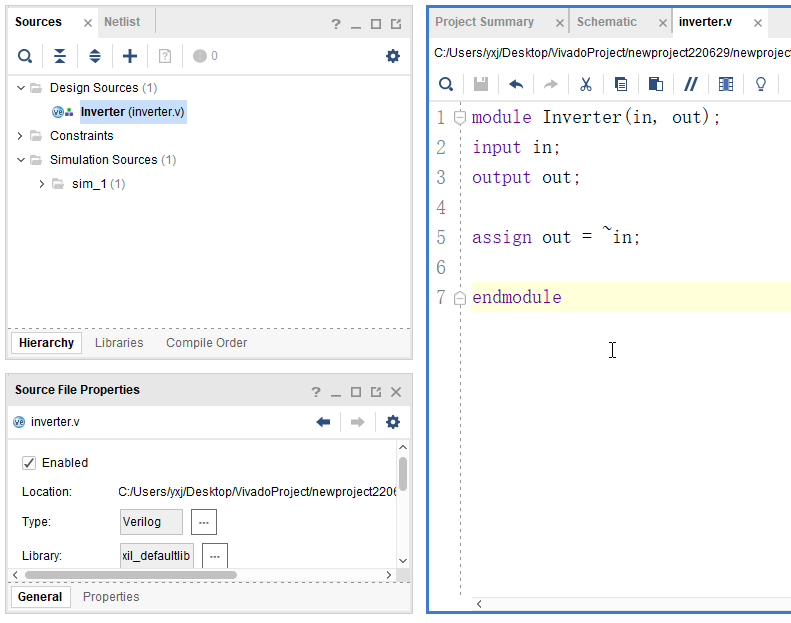 Sources
Netlist
?
0
Design Sources (1)
Inverter (inverter.v)
Constraints
Simulation Sources (1)
sim_1 (1)
Hierarchy
Libraries
Compile Order
Source File Properties
?
inverter.v
Enabled
Location: C:/Users/yxj/Desktop/VivadoProject/newproject220
Type: Verilog ...
Library: xil_defaultlib ...
General
Properties
Project Summary
Schematic
inverter.v
C:/Users/yxj/Desktop/VivadoProject/newproject220629/newproject
1 module Inverter(in, out);
2 input in;
3 output out;
4
5 assign out = ~in;
6
7 endmodule